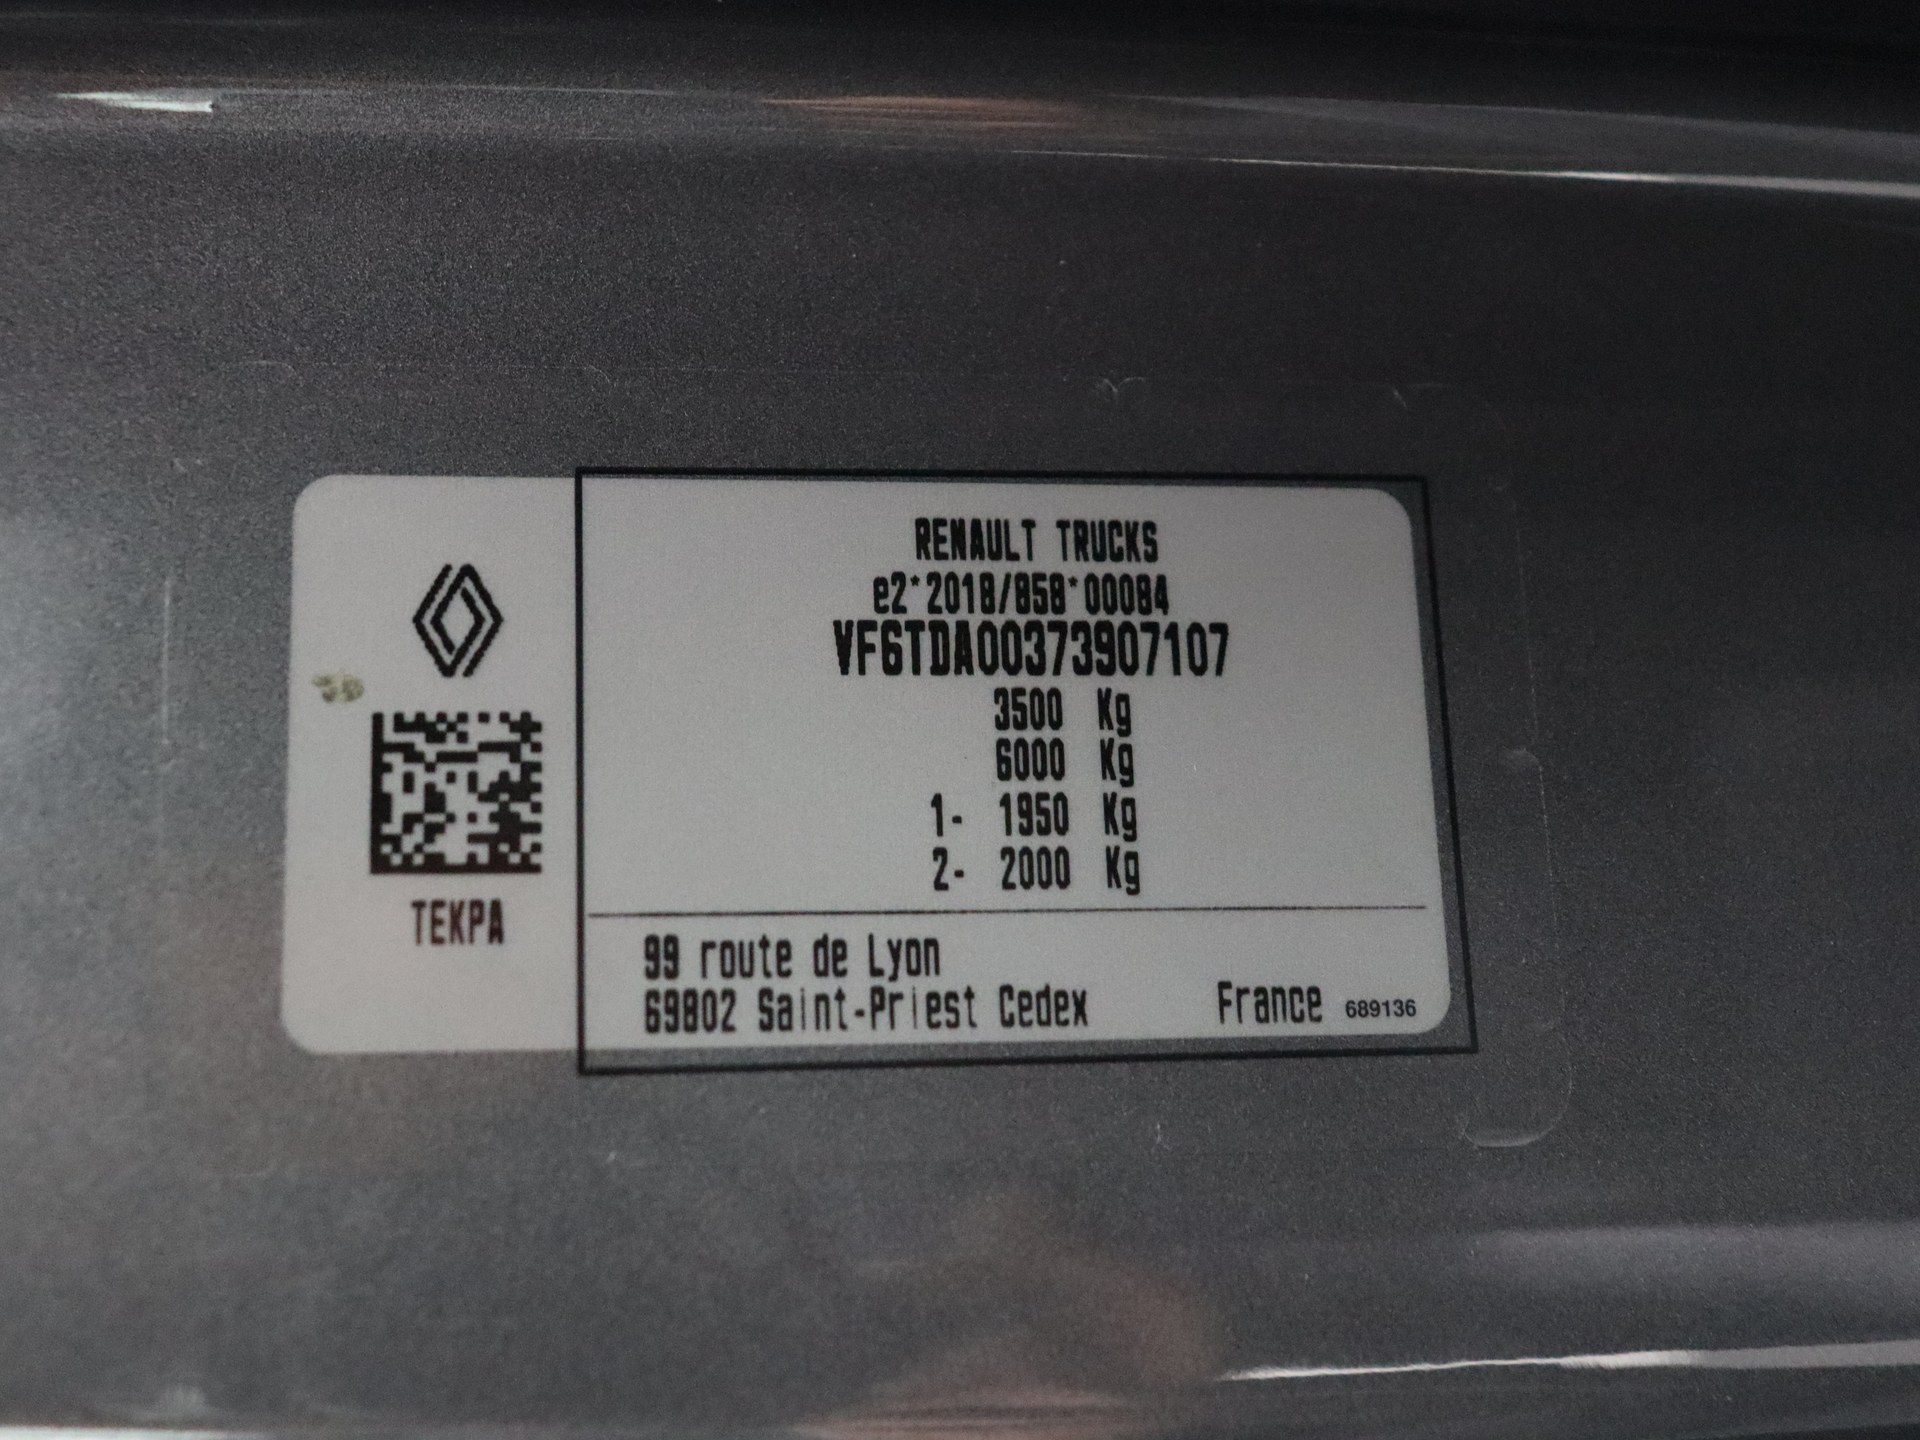 RENAULT TRUCKS
e2*2018/858*00084
VF6TDA00373907107
3500 Kg
6000 Kg
1- 1950 Kg
2- 2000 Kg
TEKPA
99 route de Lyon
69802 Saint-Priest Cedex France 689136